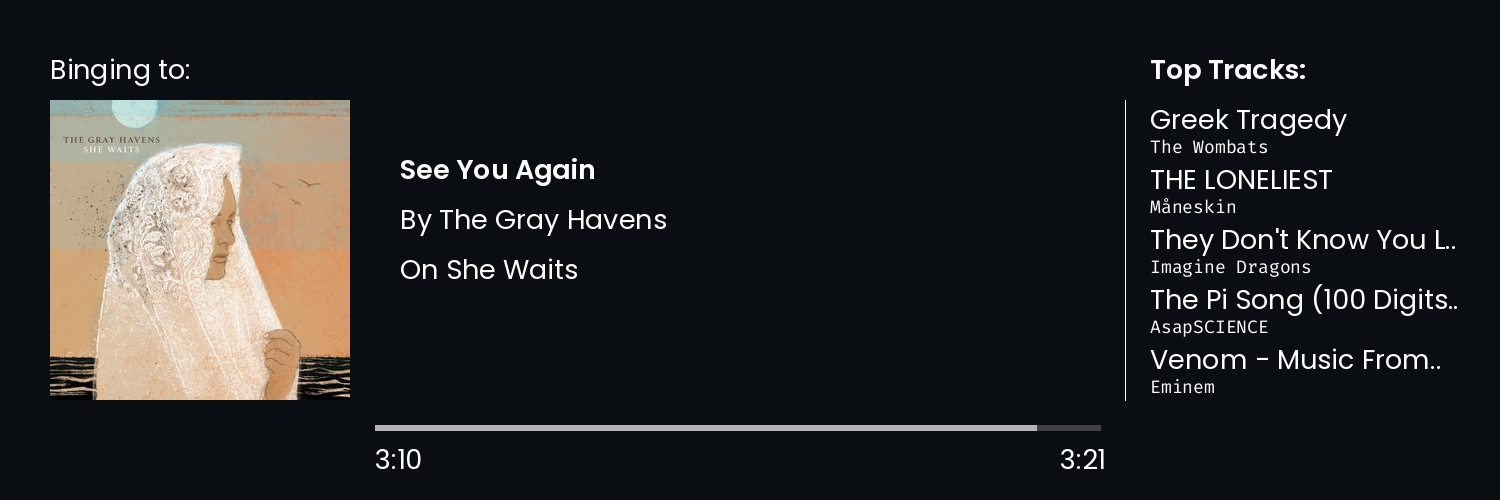 Binging to:
THE GRAY HAVENS
SHE WAITS
See You Again
By The Gray Havens
On She Waits
3:10
3:21
Top Tracks:
Greek Tragedy
The Wombats
THE LONELIEST
Måneskin
They Don't Know You L..
Imagine Dragons
The Pi Song (100 Digits..
AsapSCIENCE
Venom - Music From..
Eminem